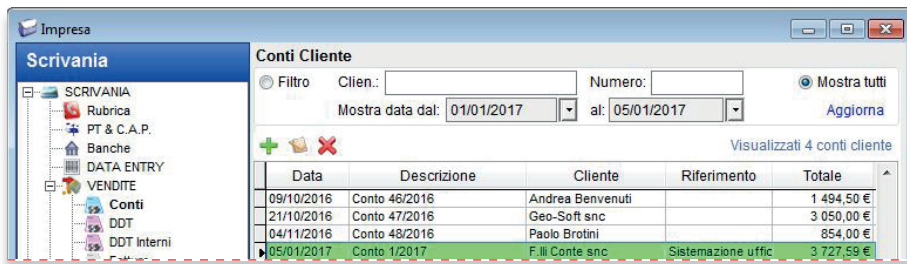 Impresa
Scrivania
SCRIVANIA
Rubrica
PT & C.A.P.
Banche
DATA ENTRY
VENDITE
Conti
DDT
DDT Interni
Conti Cliente
Filtro Clien.: Numero: Mostra tutti
Mostra data dal: 01/01/2017 al: 05/01/2017 Aggiorna
Visualizzati 4 conti cliente
Data Descrizione Cliente Riferimento Totale
09/10/2016 Conto 46/2016 Andrea Benvenuti 1 494,50 €
21/10/2016 Conto 47/2016 Geo-Soft snc 3 050,00 €
04/11/2016 Conto 48/2016 Paolo Brotini 854,00 €
05/01/2017 Conto 1/2017 F.lli Conte snc Sistemazione uffic 3 727,59 €